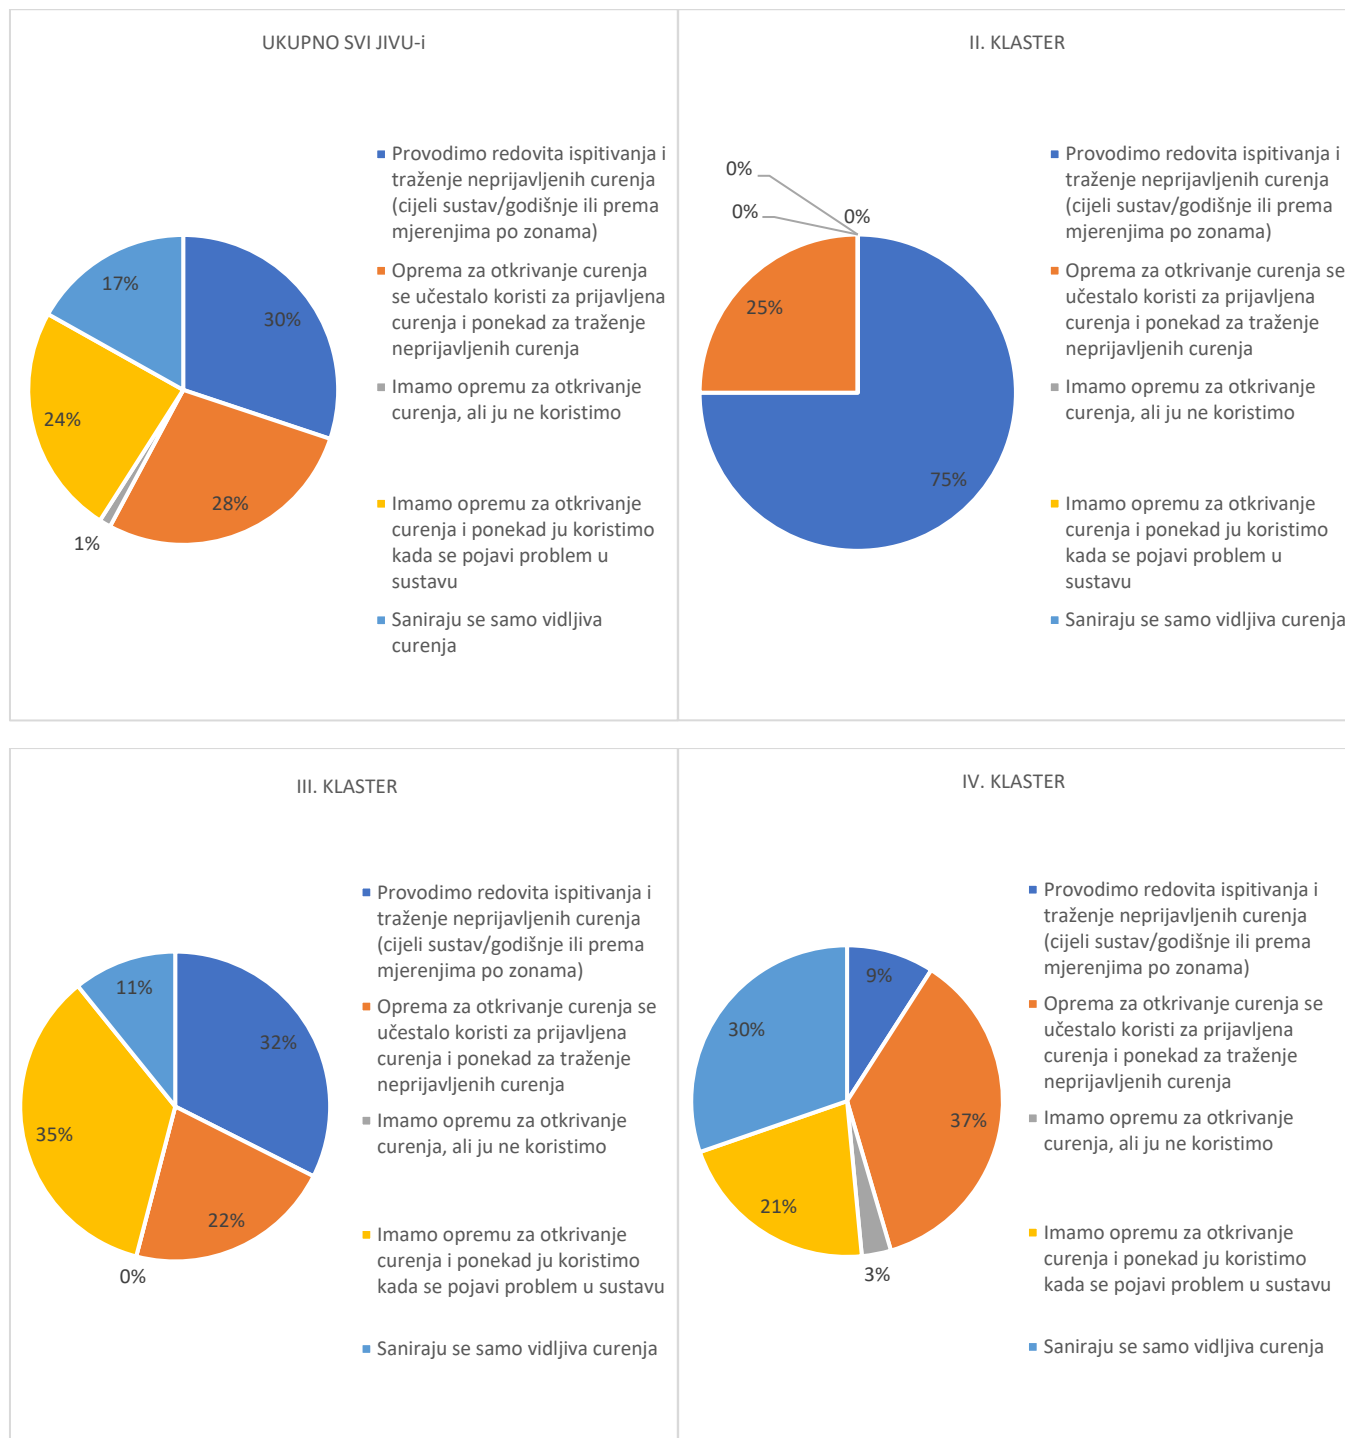 UKUPNO SVI JIVU-i
Provodimo redovita ispitivanja i
traženje neprijavljenih curenja
(cijeli sustav/godišnje ili prema
mjerenjima po zonama)
Oprema za otkrivanje curenja
se učestalo koristi za prijavljena
curenja i ponekad za traženje
neprijavljenih curenja
Imamo opremu za otkrivanje
curenja, ali ju ne koristimo
Imamo opremu za otkrivanje
curenja i ponekad ju koristimo
kada se pojavi problem u
sustavu
Saniraju se samo vidljiva
curenja
30%
28%
1%
24%
17%
II. KLASTER
Provodimo redovita ispitivanja i
traženje neprijavljenih curenja
(cijeli sustav/godišnje ili prema
mjerenjima po zonama)
Oprema za otkrivanje curenja se
učestalo koristi za prijavljena
curenja i ponekad za traženje
neprijavljenih curenja
Imamo opremu za otkrivanje
curenja, ali ju ne koristimo
Imamo opremu za otkrivanje
curenja i ponekad ju koristimo
kada se pojavi problem u
sustavu
Saniraju se samo vidljiva curenja
0%
0%
0%
25%
75%
III. KLASTER
Provodimo redovita ispitivanja i
traženje neprijavljenih curenja
(cijeli sustav/godišnje ili prema
mjerenjima po zonama)
Oprema za otkrivanje curenja se
učestalo koristi za prijavljena
curenja i ponekad za traženje
neprijavljenih curenja
Imamo opremu za otkrivanje
curenja, ali ju ne koristimo
Imamo opremu za otkrivanje
curenja i ponekad ju koristimo
kada se pojavi problem u sustavu
Saniraju se samo vidljiva curenja
32%
22%
0%
35%
11%
IV. KLASTER
Provodimo redovita ispitivanja i
traženje neprijavljenih curenja
(cijeli sustav/godišnje ili prema
mjerenjima po zonama)
Oprema za otkrivanje curenja se
učestalo koristi za prijavljena
curenja i ponekad za traženje
neprijavljenih curenja
Imamo opremu za otkrivanje
curenja, ali ju ne koristimo
Imamo opremu za otkrivanje
curenja i ponekad ju koristimo
kada se pojavi problem u sustavu
Saniraju se samo vidljiva curenja
9%
37%
3%
21%
30%